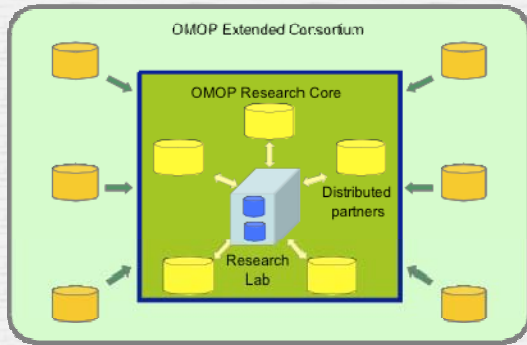 OMOP Extended Consortium
OMOP Research Core
Distributed
partners
Research
Lab